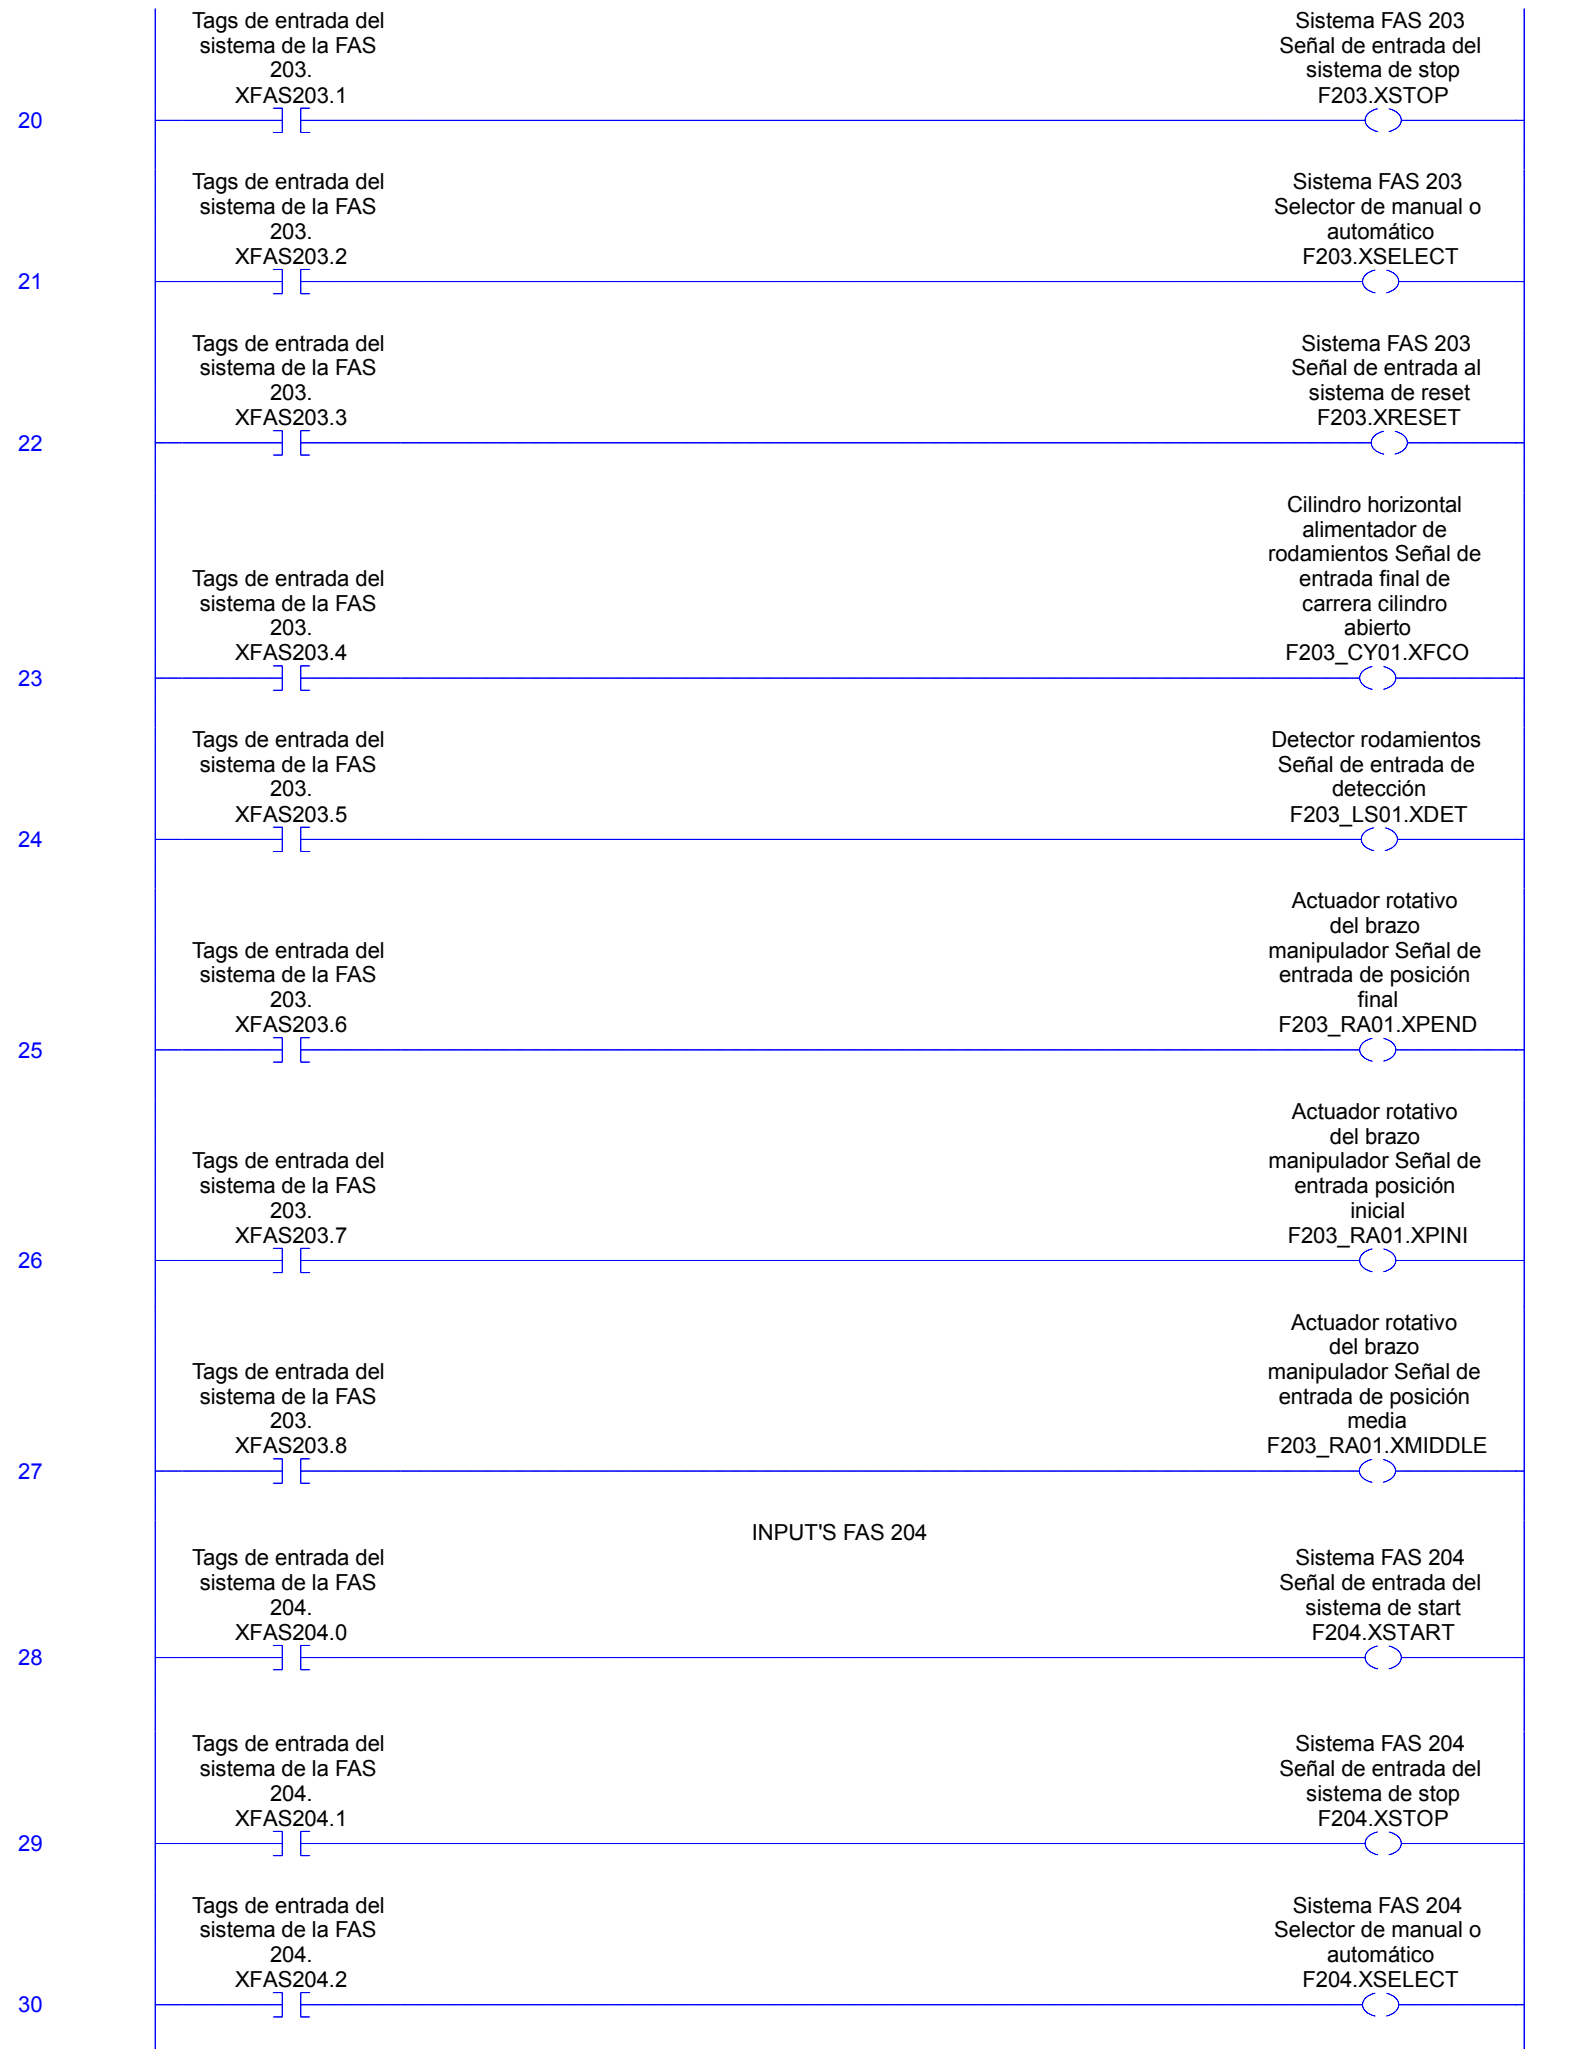 Tags de entrada del
sistema de la FAS
203.
XFAS203.1
Sistema FAS 203
Señal de entrada del
sistema de stop
F203.XSTOP
20
Tags de entrada del
sistema de la FAS
203.
XFAS203.2
Sistema FAS 203
Selector de manual o
automático
F203.XSELECT
21
Tags de entrada del
sistema de la FAS
203.
XFAS203.3
Sistema FAS 203
Señal de entrada al
sistema de reset
F203.XRESET
22
Tags de entrada del
sistema de la FAS
203.
XFAS203.4
Cilindro horizontal
alimentador de
rodamientos Señal de
entrada final de
carrera cilindro
abierto
F203_CY01.XFCO
23
Tags de entrada del
sistema de la FAS
203.
XFAS203.5
Detector rodamientos
Señal de entrada de
detección
F203_LS01.XDET
24
Tags de entrada del
sistema de la FAS
203.
XFAS203.6
Actuador rotativo
del brazo
manipulador Señal de
entrada de posición
final
F203_RA01.XPEND
25
Tags de entrada del
sistema de la FAS
203.
XFAS203.7
Actuador rotativo
del brazo
manipulador Señal de
entrada posición
inicial
F203_RA01.XPINI
26
Tags de entrada del
sistema de la FAS
203.
XFAS203.8
Actuador rotativo
del brazo
manipulador Señal de
entrada de posición
media
F203_RA01.XMIDDLE
27
INPUT'S FAS 204
Tags de entrada del
sistema de la FAS
204.
XFAS204.0
Sistema FAS 204
Señal de entrada del
sistema de start
F204.XSTART
28
Tags de entrada del
sistema de la FAS
204.
XFAS204.1
Sistema FAS 204
Señal de entrada del
sistema de stop
F204.XSTOP
29
Tags de entrada del
sistema de la FAS
204.
XFAS204.2
Sistema FAS 204
Selector de manual o
automático
F204.XSELECT
30